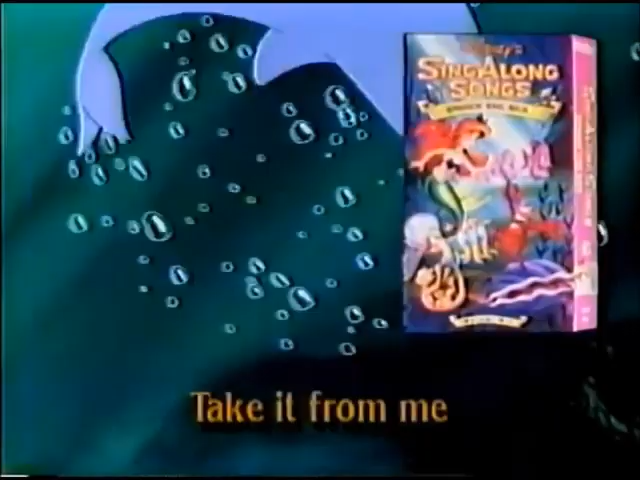 Disney's
SING ALONG
SONGS
UNDER THE SEA
Take it from me